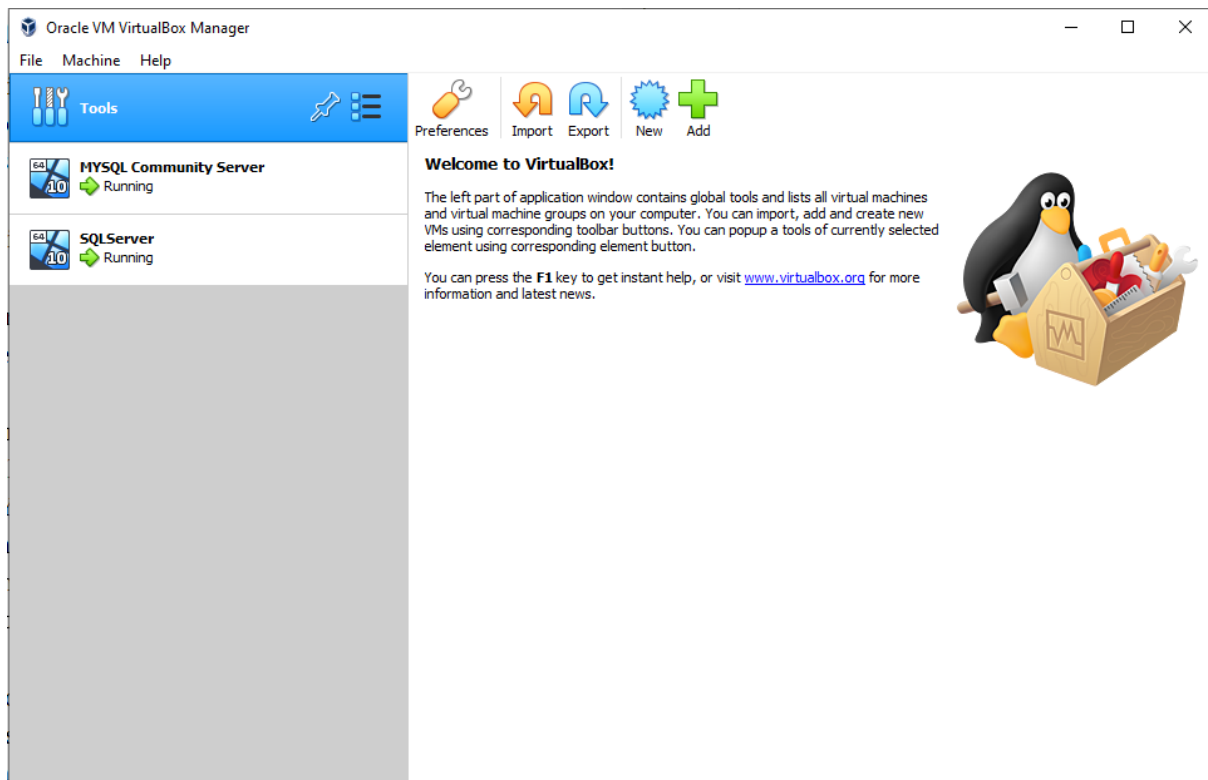 Oracle VM VirtualBox Manager
File Machine Help
Tools
Preferences Import Export New Add
64
10
MYSQL Community Server
Running
64
10
SQLServer
Running
Welcome to VirtualBox!
The left part of application window contains global tools and lists all virtual machines
and virtual machine groups on your computer. You can import, add and create new
VMs using corresponding toolbar buttons. You can popup a tools of currently selected
element using corresponding element button.
You can press the F1 key to get instant help, or visit www.virtualbox.org for more
information and latest news.